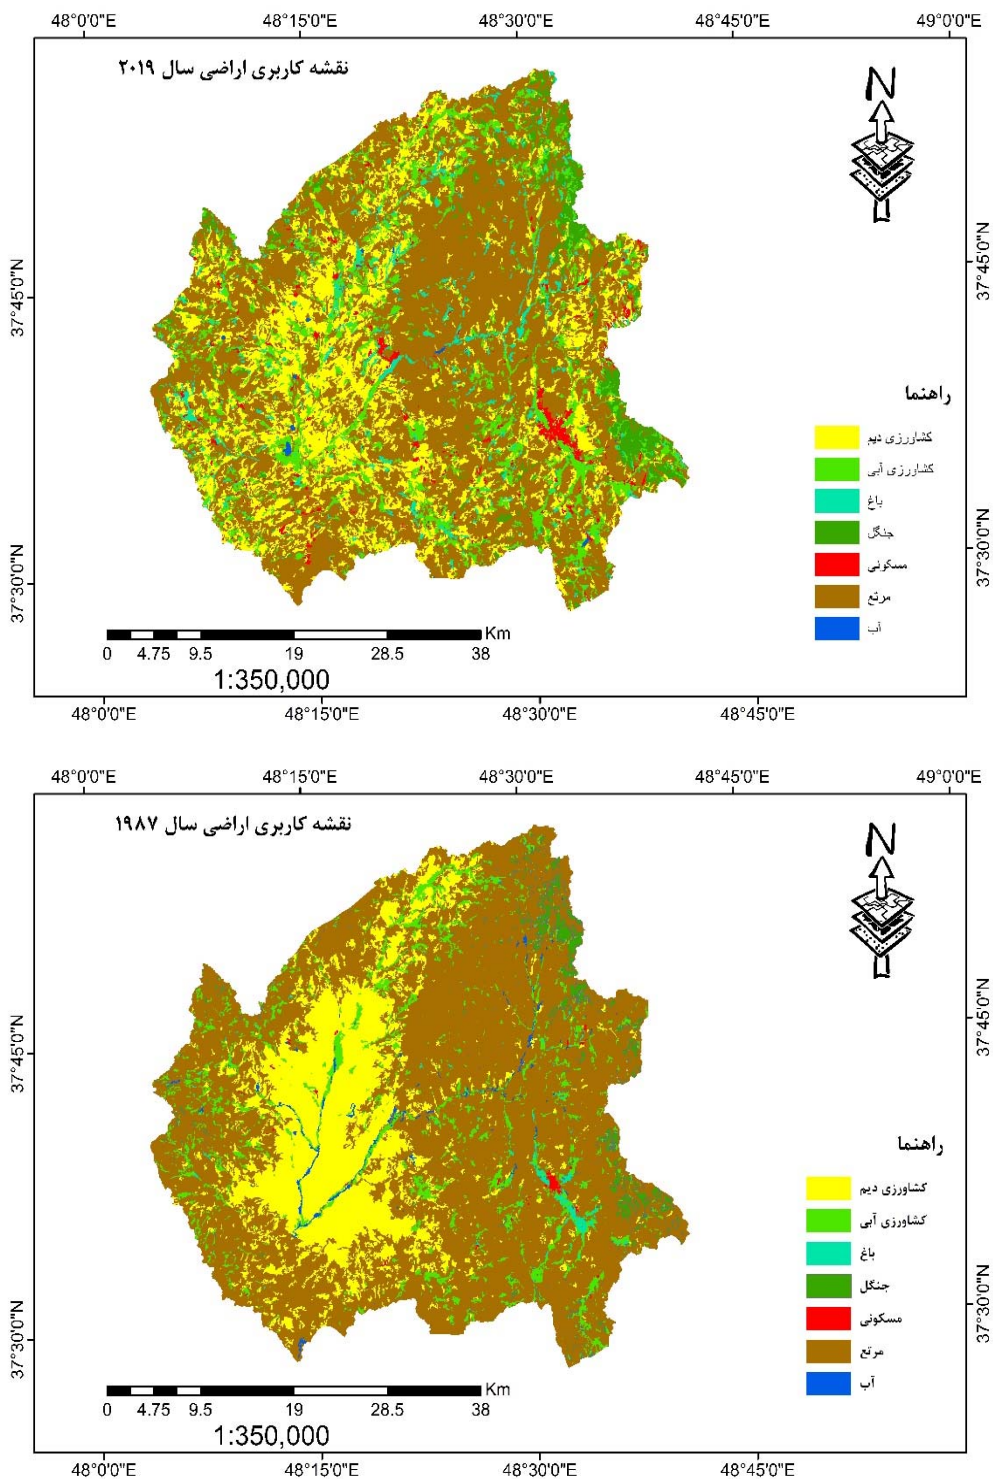 48°0'0"E 48°15'0"E 48°30'0"E 48°45'0"E 49°0'0"E
نقشه کاربری اراضی سال ۲۰۱۹
N
37°45'0"N
37°45'0"N
راهنما
کشاورزی دیم
کشاورزی آبی
باغ
جنگل
مسکونی
مرتع
آب
37°30'0"N
37°30'0"N
Km
0 4.75 9.5 19 28.5 38
1:350,000
48°0'0"E 48°15'0"E 48°30'0"E 48°45'0"E
48°0'0"E 48°15'0"E 48°30'0"E 48°45'0"E 49°0'0"E
نقشه کاربری اراضی سال ۱۹۸۷
N
37°45'0"N
37°45'0"N
راهنما
کشاورزی دیم
کشاورزی آبی
باغ
جنگل
مسکونی
مرتع
آب
37°30'0"N
37°30'0"N
Km
0 4.75 9.5 19 28.5 38
1:350,000
48°0'0"E 48°15'0"E 48°30'0"E 48°45'0"E